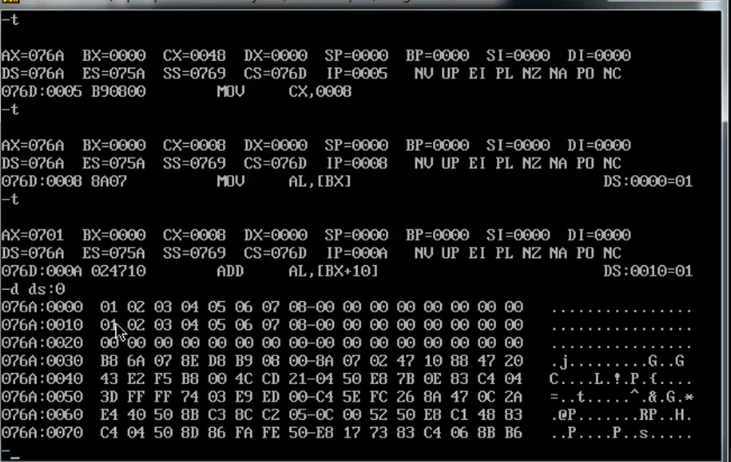 -t
AX=076A BX=0000 CX=0048 DX=0000 SP=0000 BP=0000 SI=0000 DI=0000
DS=076A ES=075A SS=0769 CS=076D IP=0005 NV UP EI PL NZ NA PO NC
076D:0005 B90800 MOV CX,0008
-t
AX=076A BX=0000 CX=0008 DX=0000 SP=0000 BP=0000 SI=0000 DI=0000
DS=076A ES=075A SS=0769 CS=076D IP=0008 NV UP EI PL NZ NA PO NC
076D:0008 8A07 MOV AL,[BX] DS:0000=01
-t
AX=0701 BX=0000 CX=0008 DX=0000 SP=0000 BP=0000 SI=0000 DI=0000
DS=076A ES=075A SS=0769 CS=076D IP=000A NV UP EI PL NZ NA PO NC
076D:000A 024710 ADD AL,[BX+10] DS:0010=01
-d ds:0
076A:0000 01 02 03 04 05 06 07 08-00 00 00 00 00 00 00 00 ................
076A:0010 01 02 03 04 05 06 07 08-00 00 00 00 00 00 00 00 ................
076A:0020 00 00 00 00 00 00 00 00-00 00 00 00 00 00 00 00 ................
076A:0030 B8 6A 07 8E D8 B9 08 00-8A 07 02 47 10 88 47 20 .j.........G..G
076A:0040 43 E2 F5 B8 00 4C CD 21-04 50 E8 7B 0E 83 C4 04 C....L.!.P.{....
076A:0050 3D FF FF 74 03 E9 ED 00-C4 5E FC 26 8A 47 0C 2A =..t.....^.&.G.*
076A:0060 E4 40 50 8B C3 8C C2 05-0C 00 52 50 E8 C1 48 83 .@P.......RP..H.
076A:0070 C4 04 50 8D 86 FA FE 50-E8 17 73 83 C4 06 8B B6 ..P....P..s.....
-_